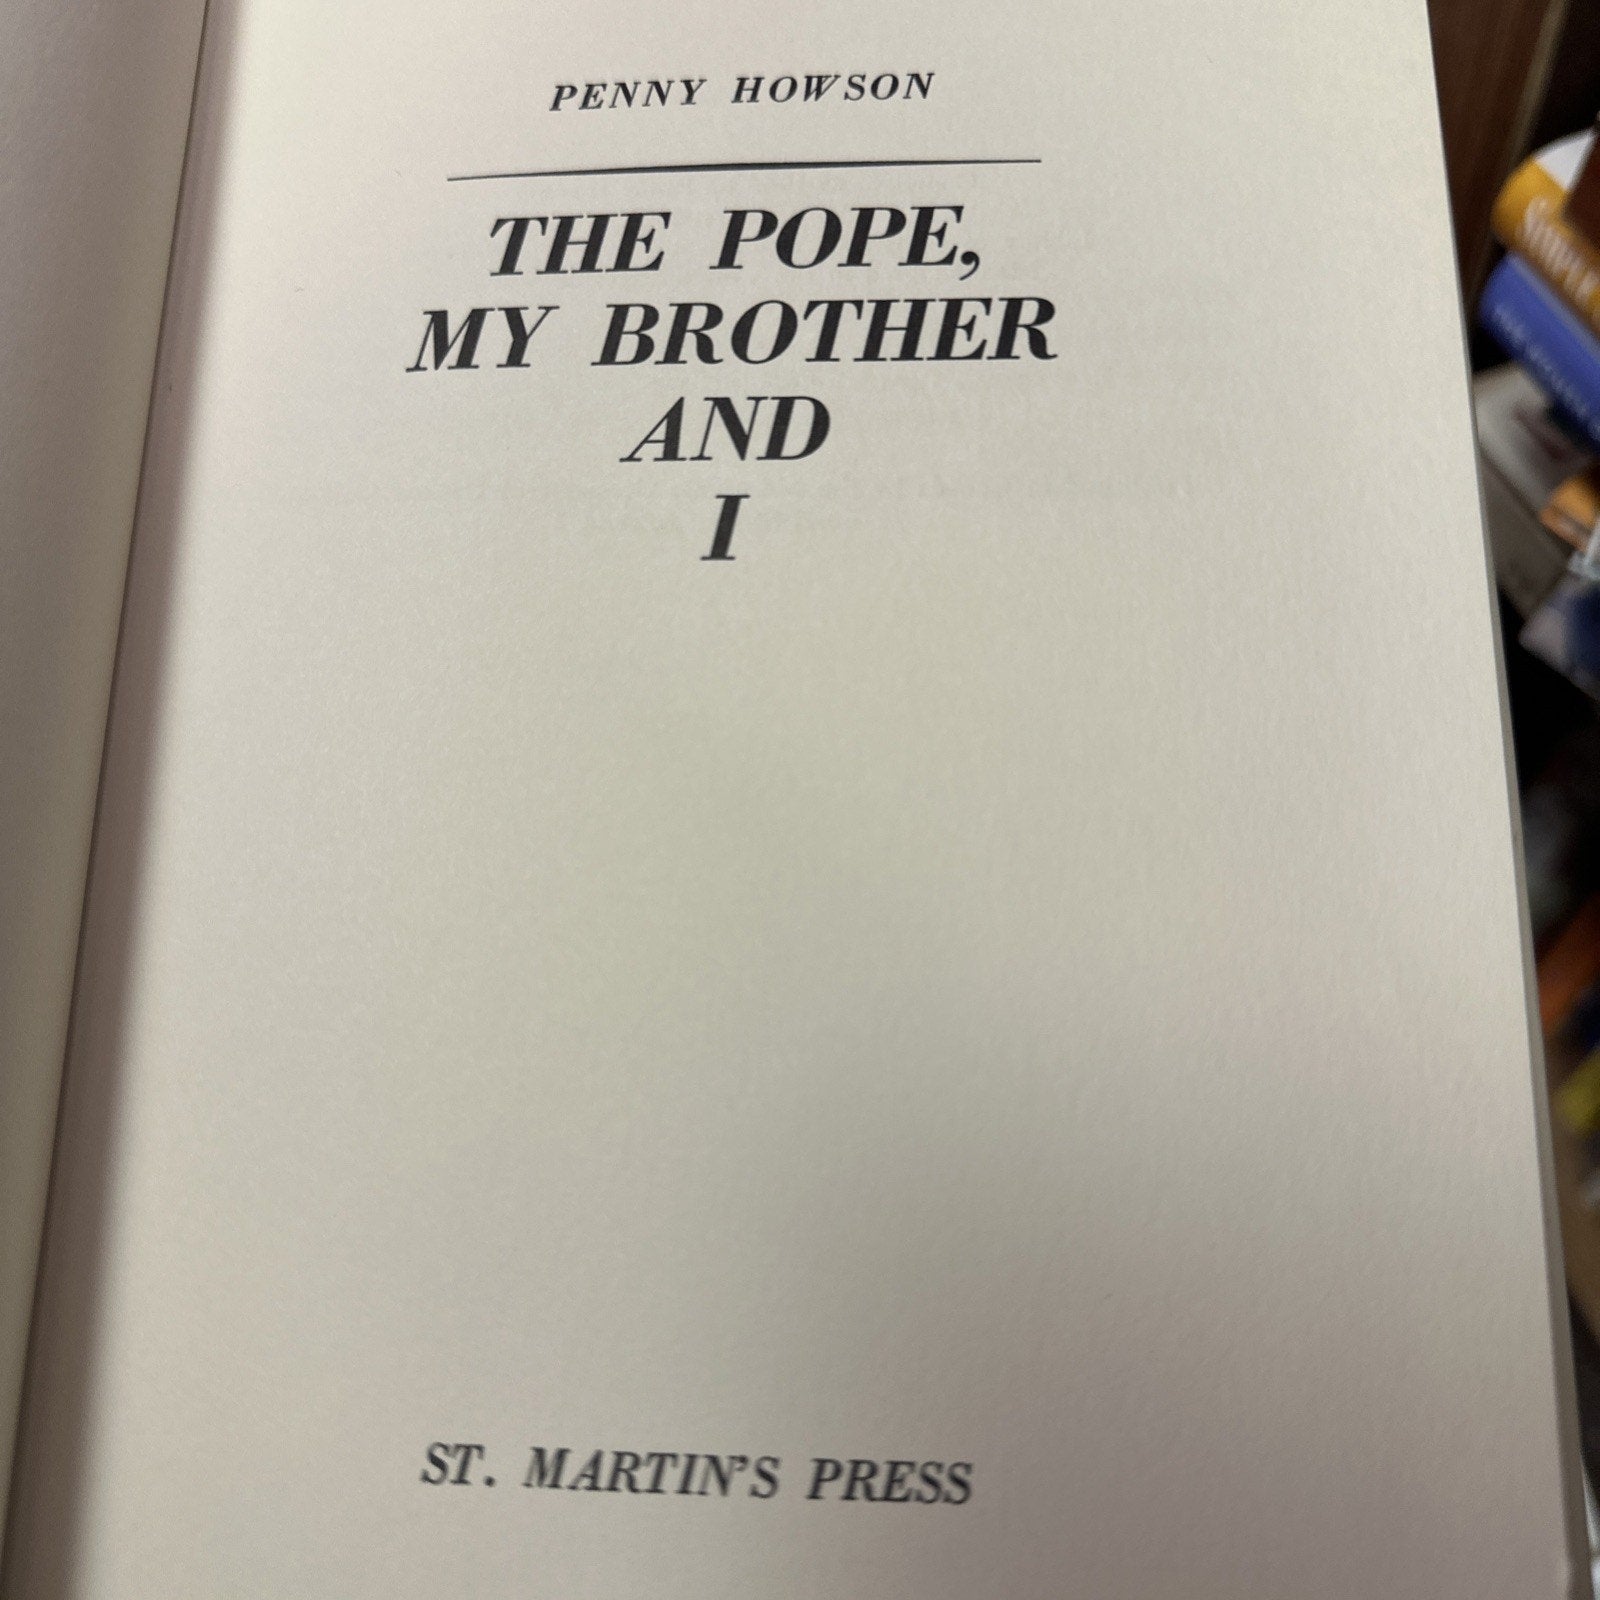 PENNY HOWSON
THE POPE,
MY BROTHER
AND
I
ST. MARTIN'S PRESS